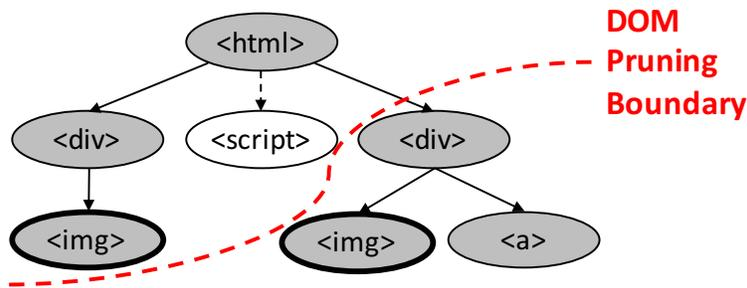 <html>
DOM
Pruning
Boundary
<div>
<script>
<div>
<img>
<img>
<a>